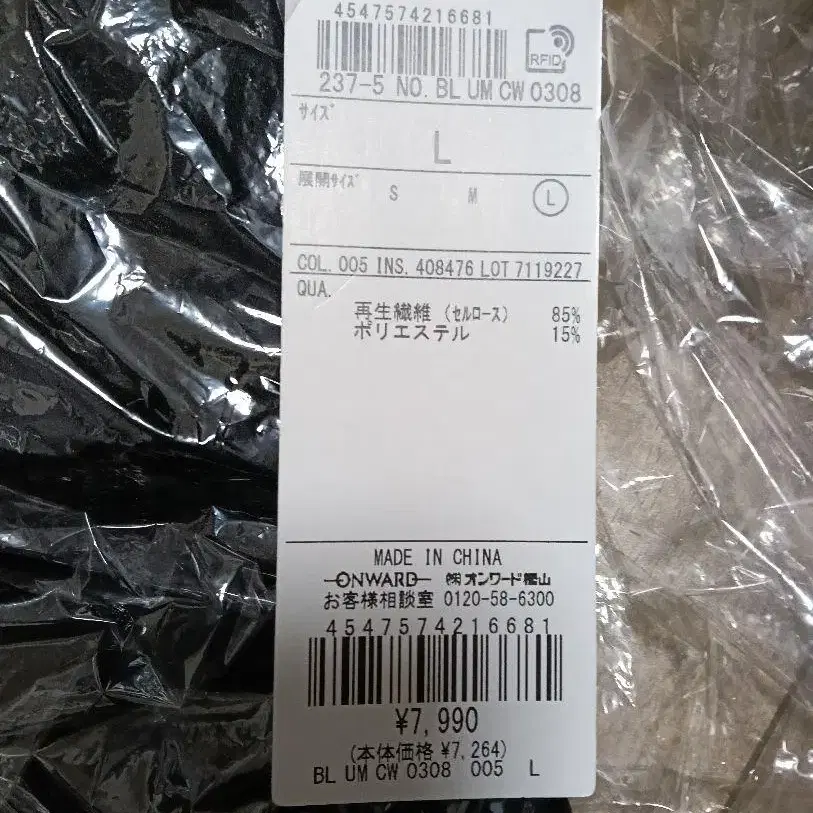 4547574216681
RFID
237-5 NO. BL UM CW 0308
サイズ
L
展開サイズ S M L
COL. 005 INS. 408476 LOT 7119227
QUA.
再生繊維 (セルロース) 85%
ポリエステル 15%
MADE IN CHINA
ONWARD ㈱オンワード樫山
お客様相談室 0120-58-6300
4547574216681
¥7,990
(本体価格 ¥7,264)
BL UM CW 0308 005 L